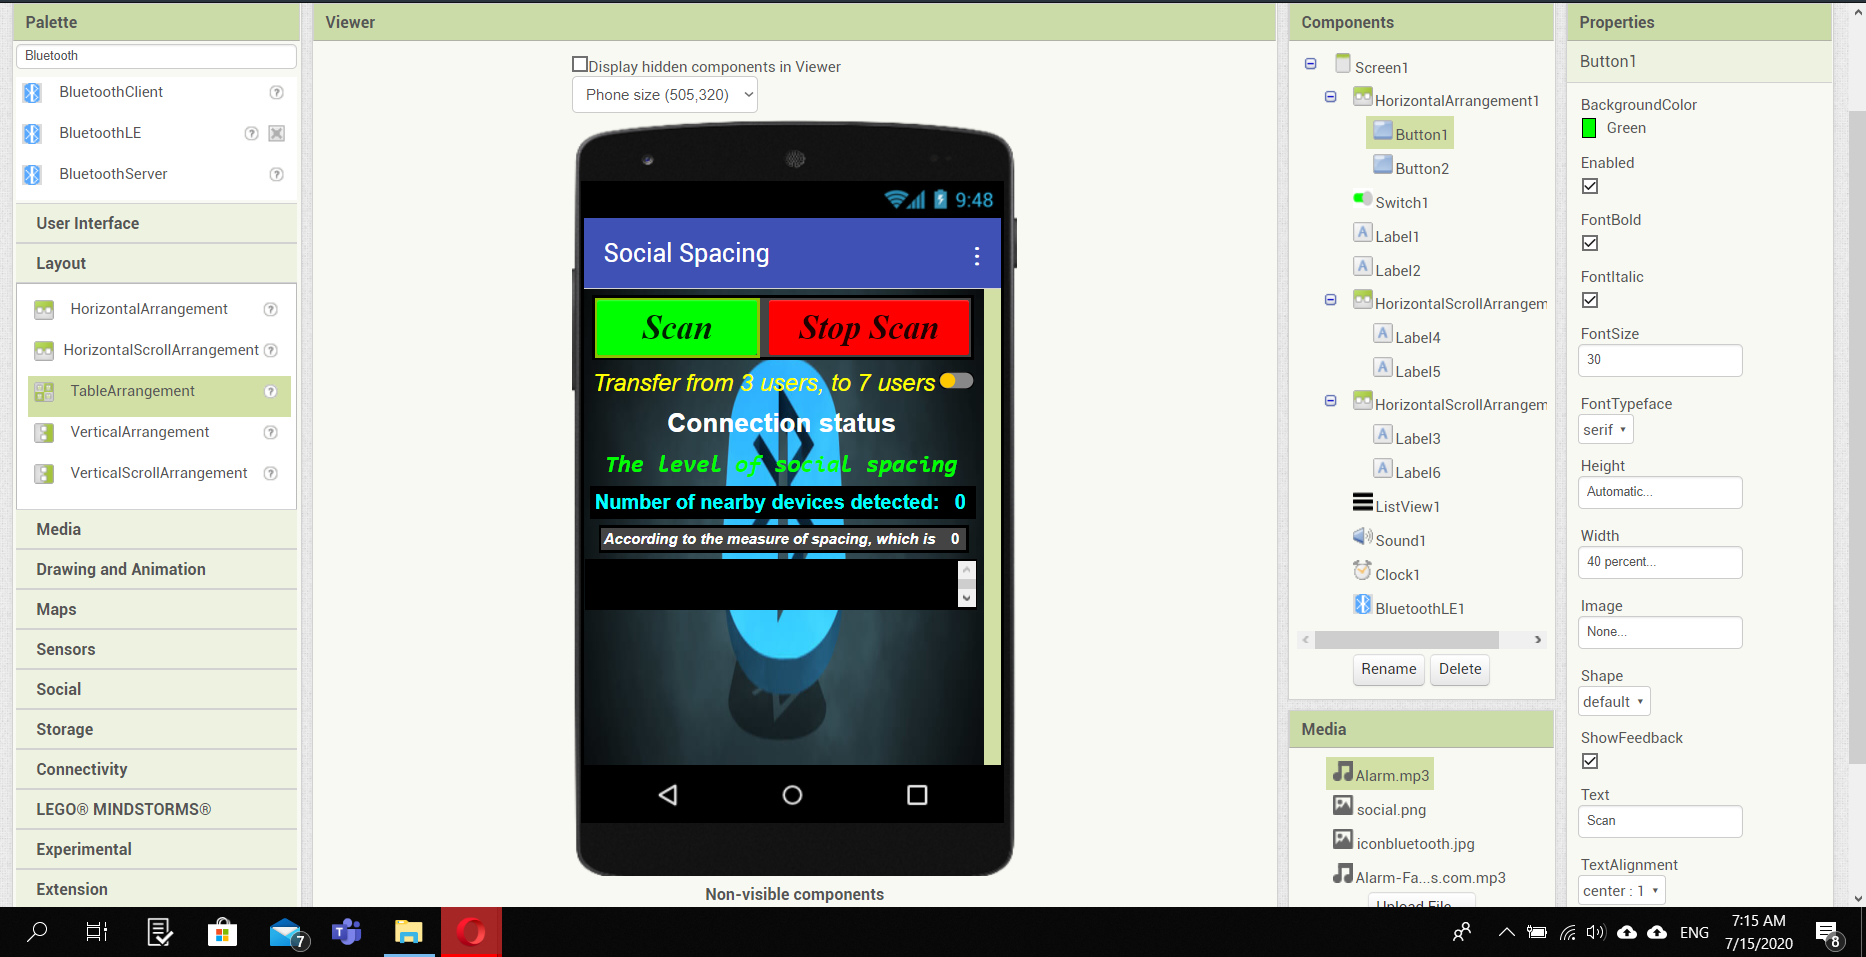 Palette
Bluetooth
BluetoothClient
?
BluetoothLE
?
BluetoothServer
?
User Interface
Layout
HorizontalArrangement
?
HorizontalScrollArrangement
?
TableArrangement
?
VerticalArrangement
?
VerticalScrollArrangement
?
Media
Drawing and Animation
Maps
Sensors
Social
Storage
Connectivity
LEGO® MINDSTORMS®
Experimental
Extension
Viewer
Display hidden components in Viewer
Phone size (505,320)
9:48
Social Spacing
Scan
Stop Scan
Transfer from 3 users, to 7 users
Connection status
The level of social spacing
Number of nearby devices detected: 0
According to the measure of spacing, which is 0
Non-visible components
Components
Screen1
HorizontalArrangement1
Button1
Button2
Switch1
Label1
Label2
HorizontalScrollArrangem
Label4
Label5
HorizontalScrollArrangem
Label3
Label6
ListView1
Sound1
Clock1
BluetoothLE1
Rename
Delete
Media
Alarm.mp3
social.png
iconbluetooth.jpg
Alarm-Fa...s.com.mp3
Upload File
Properties
Button1
BackgroundColor
Green
Enabled
FontBold
FontItalic
FontSize
30
FontTypeface
serif
Height
Automatic...
Width
40 percent...
Image
None...
Shape
default
ShowFeedback
Text
Scan
TextAlignment
center : 1
7
ENG
7:15 AM
7/15/2020
8